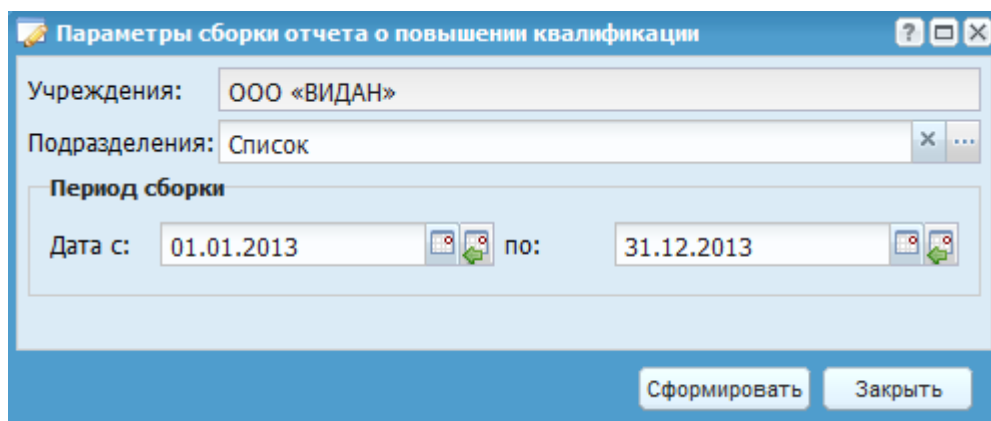 Параметры сборки отчета о повышении квалификации
Учреждения: ООО «ВИДАН»
Подразделения: Список
Период сборки
Дата с: 01.01.2013 по: 31.12.2013
Сформировать Закрыть